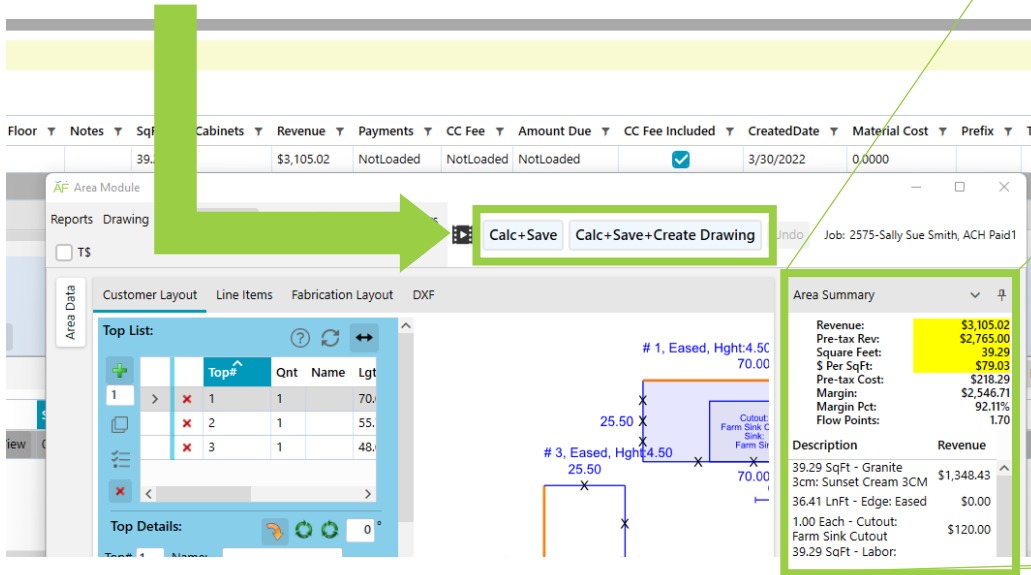 Floor Notes SqF Cabinets Revenue Payments CC Fee Amount Due CC Fee Included CreatedDate Material Cost Prefix
39. $3,105.02 NotLoaded NotLoaded NotLoaded 3/30/2022 0.0000
AF Area Module
Reports Drawing
Calc+Save Calc+Save+Create Drawing Undo Job: 2575-Sally Sue Smith, ACH Paid1
T$
Area Data
Customer Layout Line Items Fabrication Layout DXF
Top List:
Top# Qnt Name Lgt
1
1 1 70.
2 1 55.
3 1 48.
Top Details:
0 °
Top# 1 Name:
# 1, Eased, Hght:4.50
70.00
25.50
Cutout:
Farm Sink C
Sink:
Farm Sin
# 3, Eased, Hght:4.50
25.50
70.00
Area Summary
Revenue: $3,105.02
Pre-tax Rev: $2,765.00
Square Feet: 39.29
$ Per SqFt: $79.03
Pre-tax Cost: $218.29
Margin: $2,546.71
Margin Pct: 92.11%
Flow Points: 1.70
Description Revenue
39.29 SqFt - Granite
3cm: Sunset Cream 3CM $1,348.43
36.41 LnFt - Edge: Eased $0.00
1.00 Each - Cutout:
Farm Sink Cutout $120.00
39.29 SqFt - Labor: